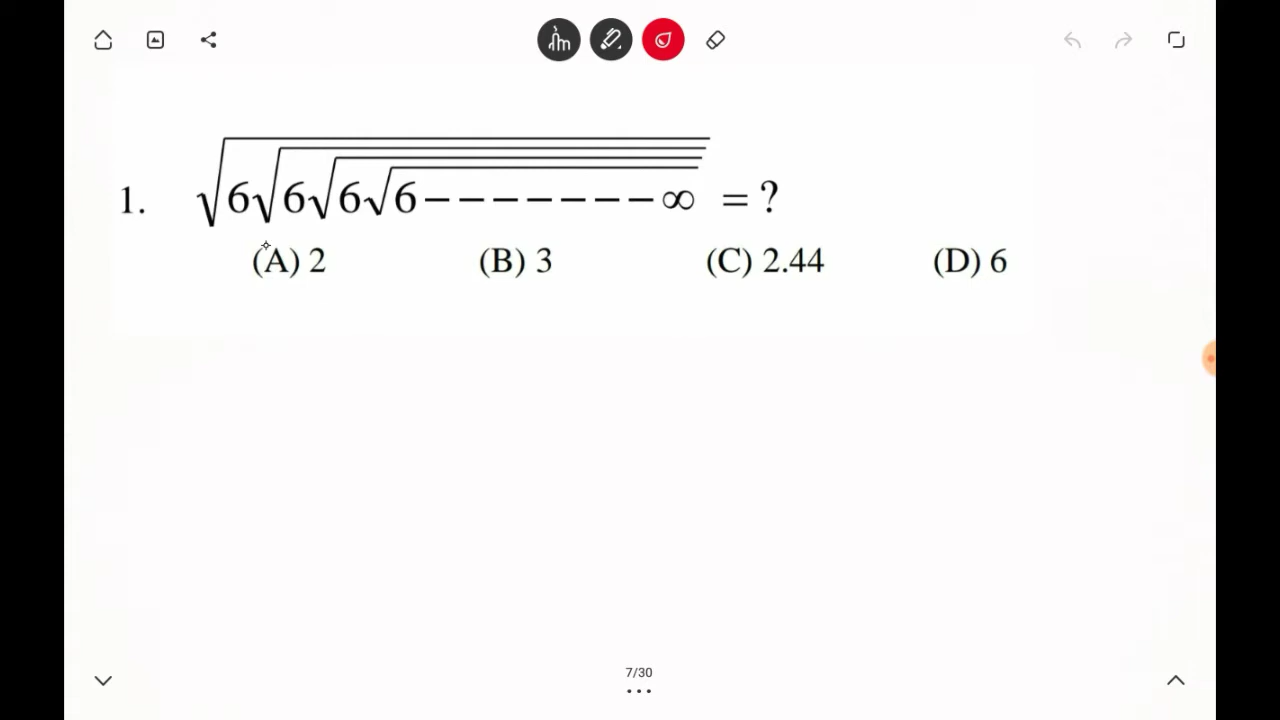 1. √6√6√6√6--------∞ = ?
(A) 2 (B) 3 (C) 2.44 (D) 6
7/30